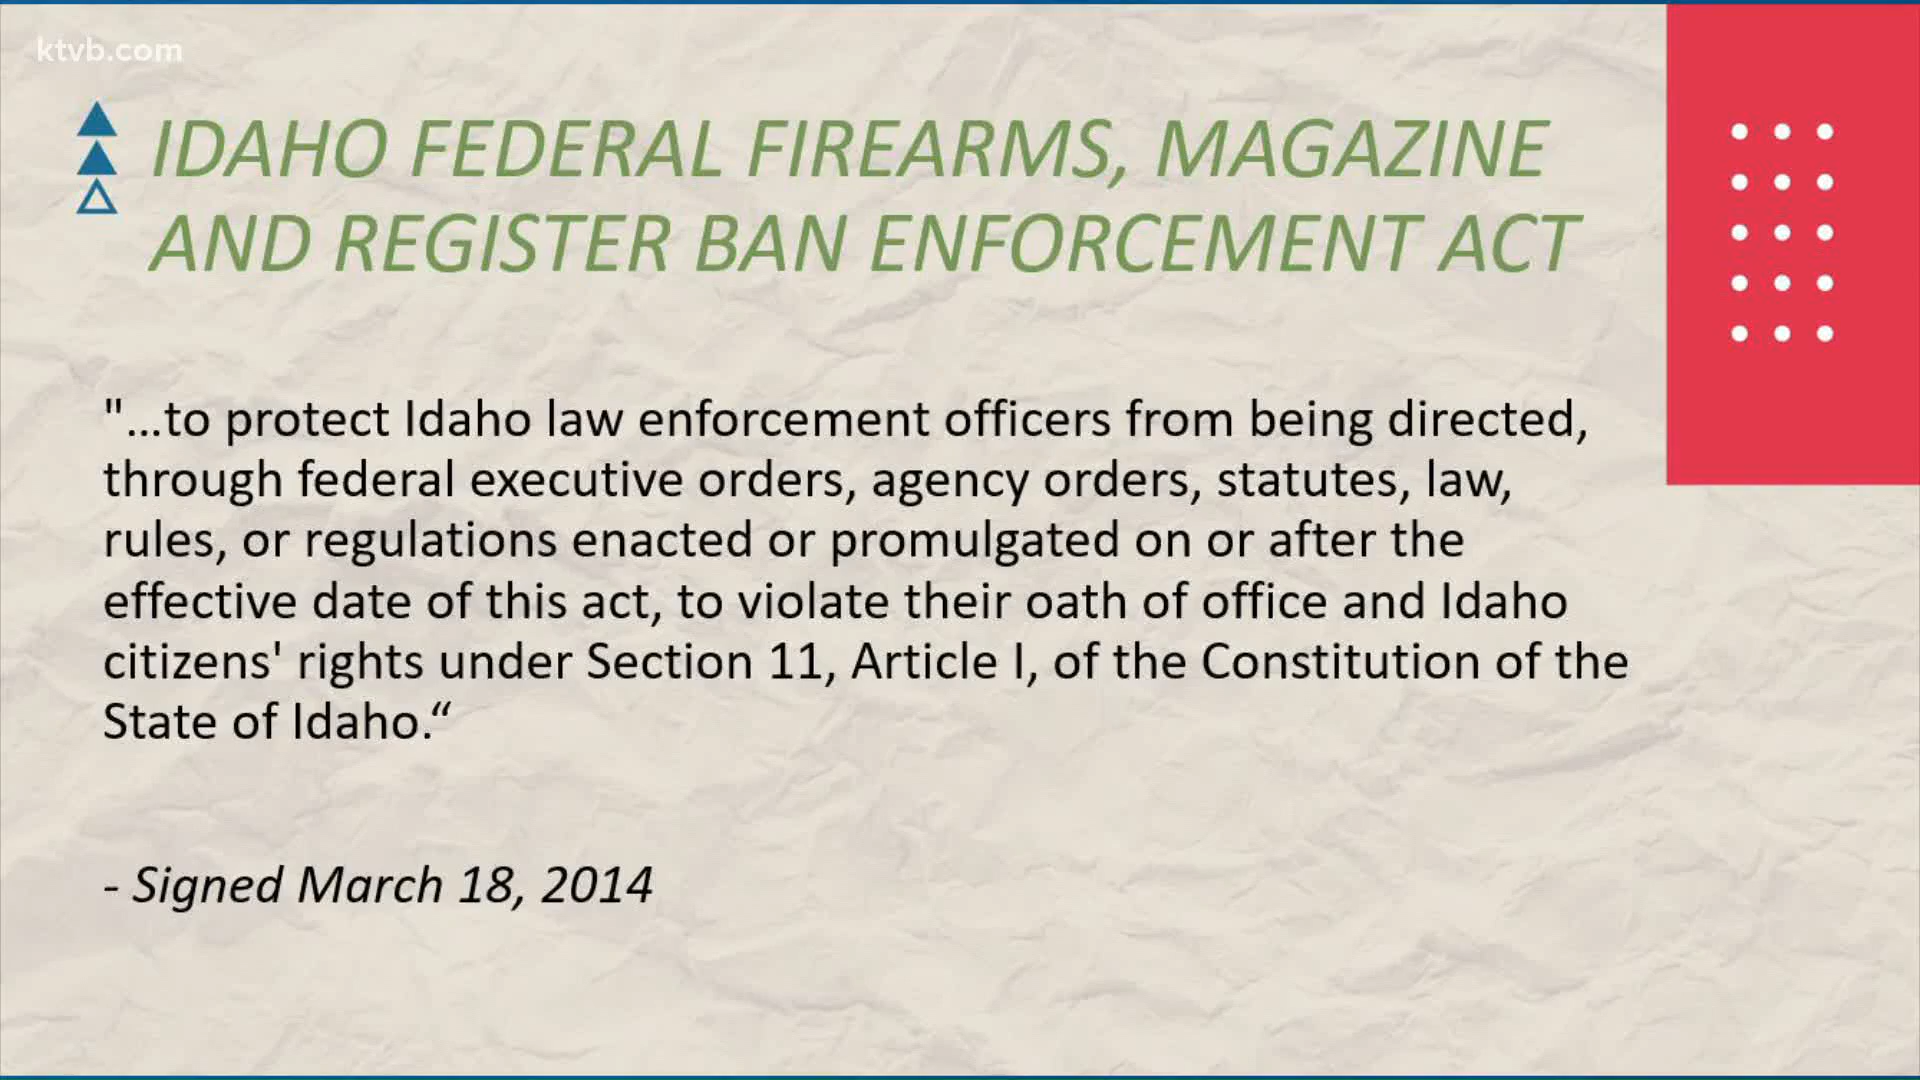 ktvb.com
IDAHO FEDERAL FIREARMS, MAGAZINE
AND REGISTER BAN ENFORCEMENT ACT
"...to protect Idaho law enforcement officers from being directed,
through federal executive orders, agency orders, statutes, law,
rules, or regulations enacted or promulgated on or after the
effective date of this act, to violate their oath of office and Idaho
citizens' rights under Section 11, Article I, of the Constitution of the
State of Idaho.“
- Signed March 18, 2014